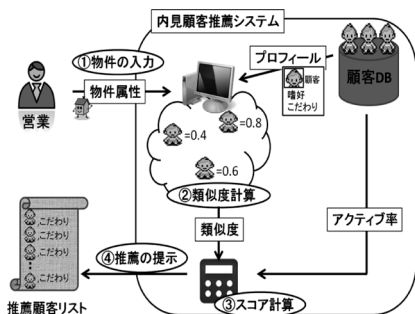 内見顧客推薦システム
①物件の入力
物件属性
営業
プロフィール
顧客
嗜好
こだわり
顧客DB
=0.4
=0.8
=0.6
②類似度計算
類似度
アクティブ率
④推薦の提示
③スコア計算
,こだわり
,こだわり
,こだわり
,こだわり
推薦顧客リスト